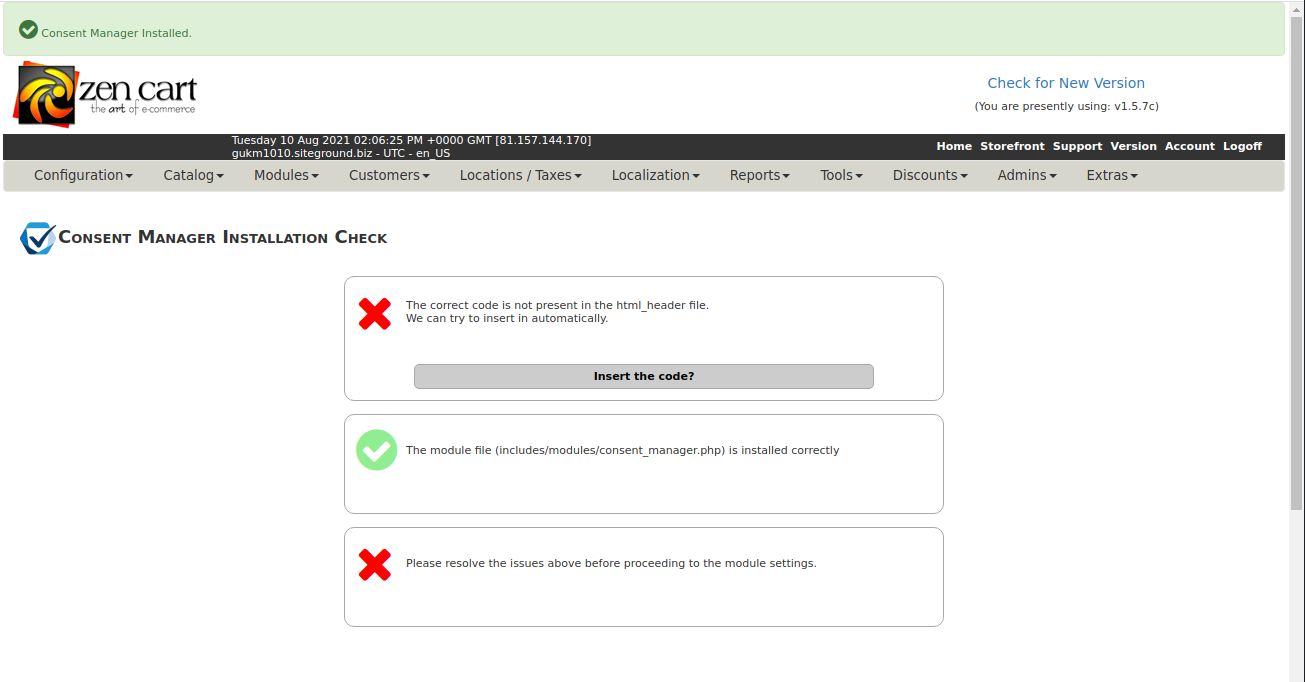 Consent Manager Installed.
zen cart
the art of e-commerce
Check for New Version
(You are presently using: v1.5.7c)
Tuesday 10 Aug 2021 02:06:25 PM +0000 GMT [81.157.144.170]
gukm1010.siteground.biz - UTC - en_US
Home Storefront Support Version Account Logoff
Configuration Catalog Modules Customers Locations / Taxes Localization Reports Tools Discounts Admins Extras
Consent Manager Installation Check
The correct code is not present in the html_header file.
We can try to insert in automatically.
Insert the code?
The module file (includes/modules/consent_manager.php) is installed correctly
Please resolve the issues above before proceeding to the module settings.